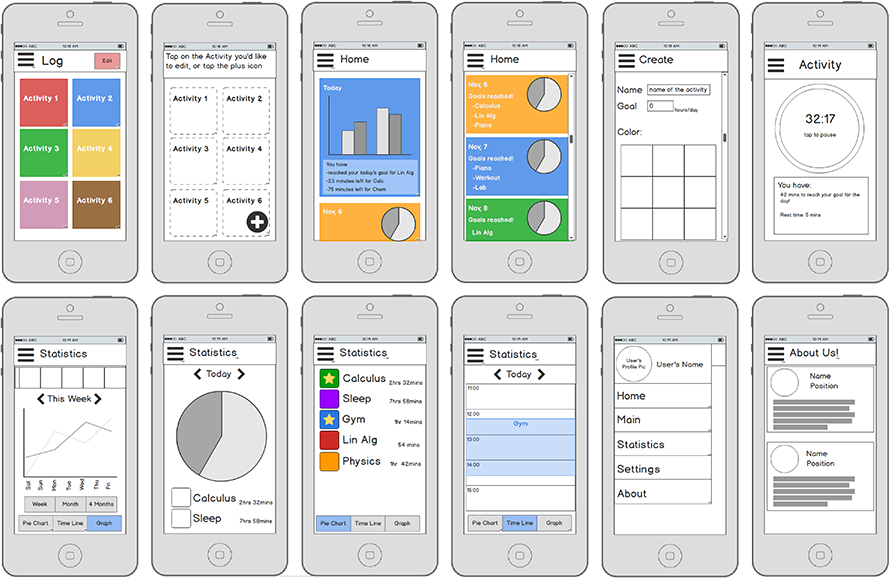 ●●●○○ ABC 10:18 AM
Log
Edit
Activity 1
Activity 2
Activity 3
Activity 4
Activity 5
Activity 6
●●●○○ ABC 10:18 AM
Tap on the Activity you'd like
to edit, or tap the plus icon
Activity 1
Activity 2
Activity 3
Activity 4
Activity 5
Activity 6
●●●○○ ABC 10:18 AM
Home
Today
You have:
-reached your today's goal for Lin Alg
-23 minutes left for Calc
-75 minutes left for Chem
Nov, 6
●●●○○ ABC 10:18 AM
Home
Nov, 6
Goals reached!
-Calculus
-Lin Alg
-Piano
Nov, 7
Goals reached!
-Piano
-Workout
-Lab
Nov, 8
Goals reached!
Lin Alg
●●●○○ ABC 10:18 AM
Create
Name
name of the activity
Goal
0
hours/day
Color:
●●●○○ ABC 10:19 AM
Activity
32:17
tap to pause
You have:
42 mins to reach your goal for the
day!
Rest time 5 mins
●●●○○ ABC 10:19 AM
Statistics
This Week
Sat
Sun
Mon
Tue
Wed
Thu
Fri
Week
Month
4 Months
Pie Chart
Time Line
Graph
●●●○○ ABC 10:19 AM
Statistics
Today
Calculus
2hrs 32mins
Sleep
7hrs 58mins
●●●○○ ABC 10:19 AM
Statistics
Calculus
2hrs 32mins
Sleep
7hrs 58mins
Gym
1hr 14mins
Lin Alg
54 mins
Physics
1hr 42mins
Pie Chart
Time Line
Graph
●●●○○ ABC 10:19 AM
Statistics
Today
11:00
12:00
Gym
13:00
14:00
15:00
Pie Chart
Time Line
Graph
●●●○○ ABC 10:19 AM
User's
Profile Pic
User's Name
Home
Main
Statistics
Settings
About
●●●○○ ABC 10:19 AM
About Us!
Name
Position
Name
Position